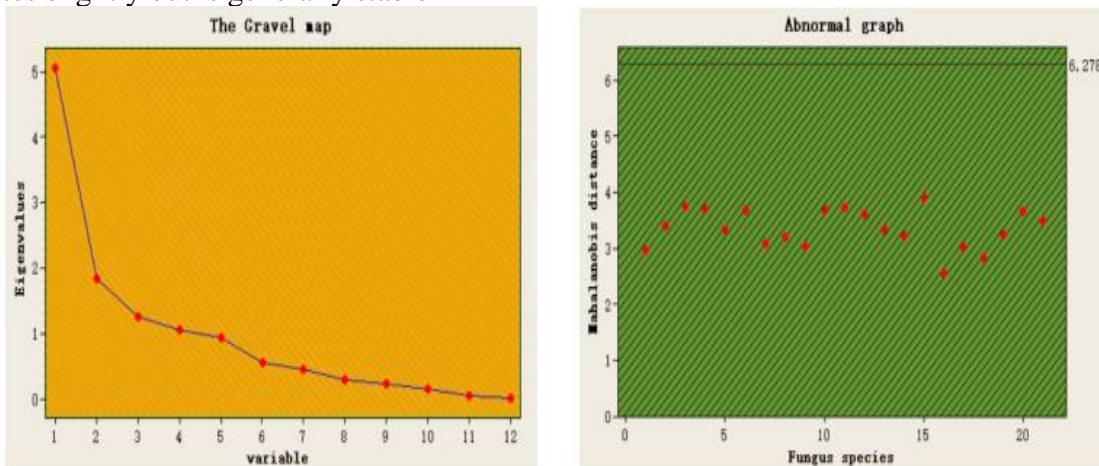 The Gravel map
Eigenvalues
5
4
3
2
1
0
1 2 3 4 5 6 7 8 9 10 11 12
variable
Abnormal graph
Mahalanobis distance
6
5
4
3
2
1
0
6.278
0 5 10 15 20
Fungus species